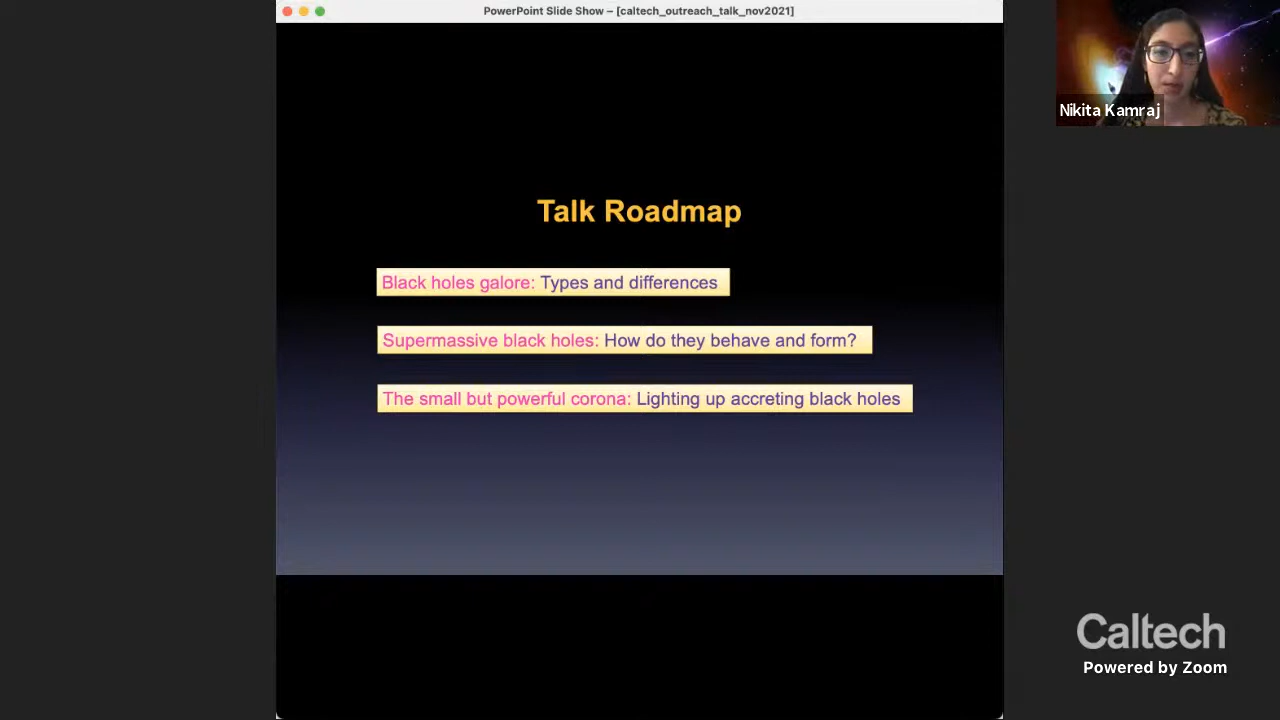 PowerPoint Slide Show – [caltech_outreach_talk_nov2021]
Nikita Kamraj
Talk Roadmap
Black holes galore: Types and differences
Supermassive black holes: How do they behave and form?
The small but powerful corona: Lighting up accreting black holes
Caltech
Powered by Zoom